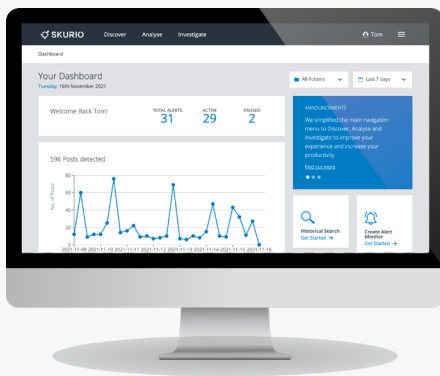 SKURIO Discover Analyse Investigate Tom
Dashboard
Your Dashboard
Tuesday, 16th November 2021
All Folders Last 7 days
Welcome Back Tom!
TOTAL ALERTS ACTIVE PAUSED
31 29 2
ANNOUNCEMENTS
We simplified the main navigation
menu to Discover, Analyse and
Investigate to improve your
experience and increase your
productivity
Find out more
596 Posts detected
No. of Posts
80
60
40
20
0
2021-11-09 2021-11-10 2021-11-11 2021-11-12 2021-11-13 2021-11-14 2021-11-15 2021-11-16
Historical Search
Get Started →
Create Alert
Monitor
Get Started →